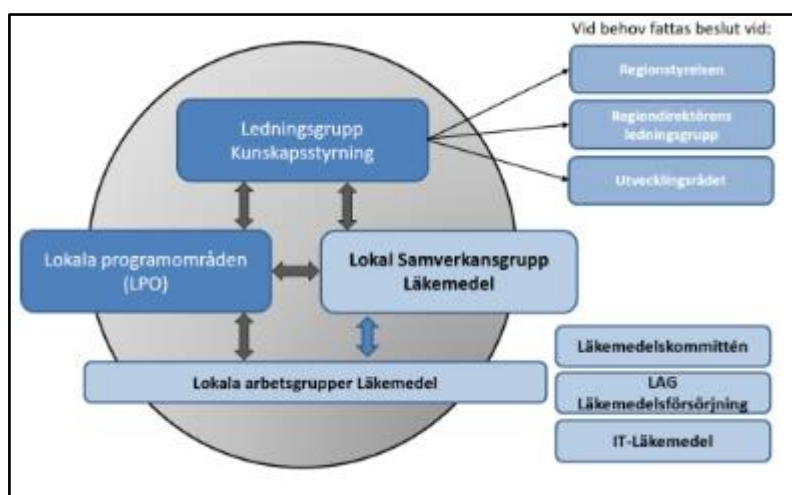 Vid behov fattas beslut vid:
Regionstyrelsen
Regiondirektörens
ledningsgrupp
Utvecklingsrådet
Ledningsgrupp
Kunskapsstyrning
Lokala programområden
(LPO}
Lokal Samverkansgrupp
Läkemedel
Lokala arbetsgrupper Läkemedel
Läkemedelskommittén
LAG
Läkemedelsförsörjning
IT-Läkemedel